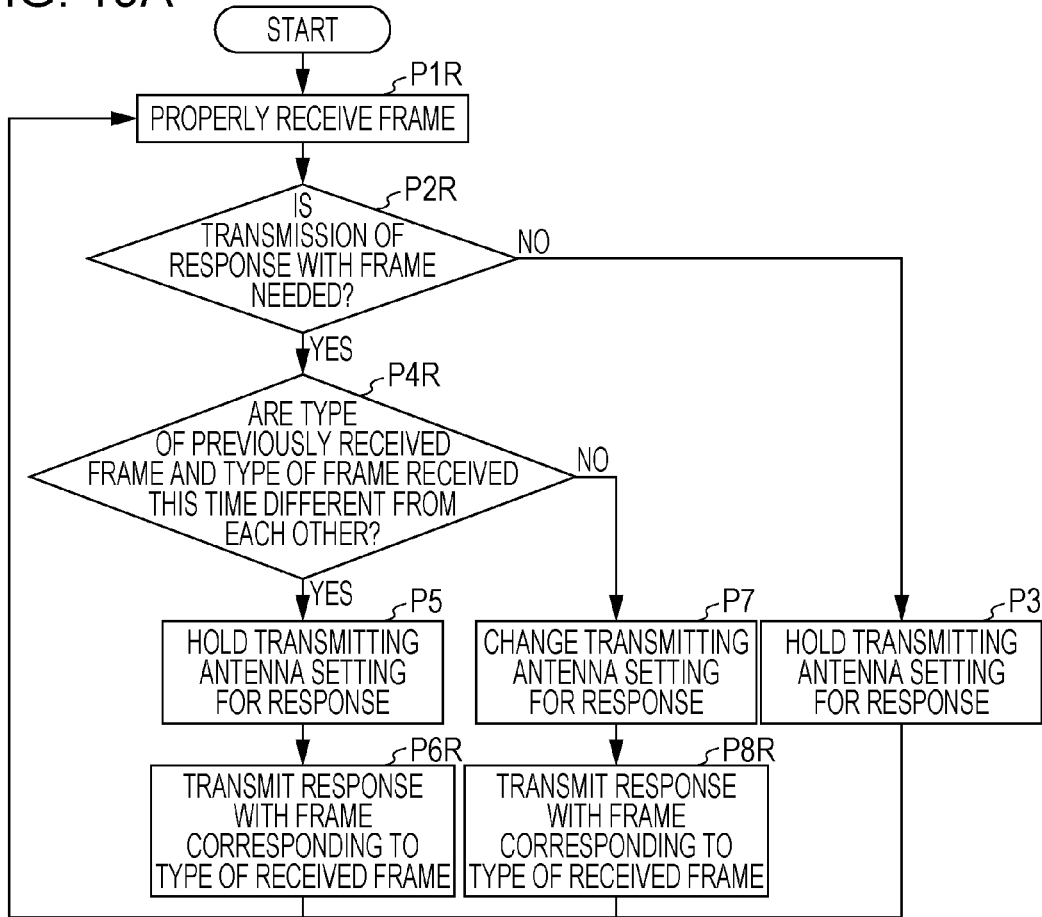 START
P1R
PROPERLY RECEIVE FRAME
P2R
IS
TRANSMISSION OF
RESPONSE WITH FRAME
NEEDED?
NO
YES
P4R
ARE TYPE
OF PREVIOUSLY RECEIVED
FRAME AND TYPE OF FRAME RECEIVED
THIS TIME DIFFERENT FROM
EACH OTHER?
NO
YES
P5
HOLD TRANSMITTING
ANTENNA SETTING
FOR RESPONSE
P7
CHANGE TRANSMITTING
ANTENNA SETTING
FOR RESPONSE
P3
HOLD TRANSMITTING
ANTENNA SETTING
FOR RESPONSE
P6R
TRANSMIT RESPONSE
WITH FRAME
CORRESPONDING TO
TYPE OF RECEIVED FRAME
P8R
TRANSMIT RESPONSE
WITH FRAME
CORRESPONDING TO
TYPE OF RECEIVED FRAME